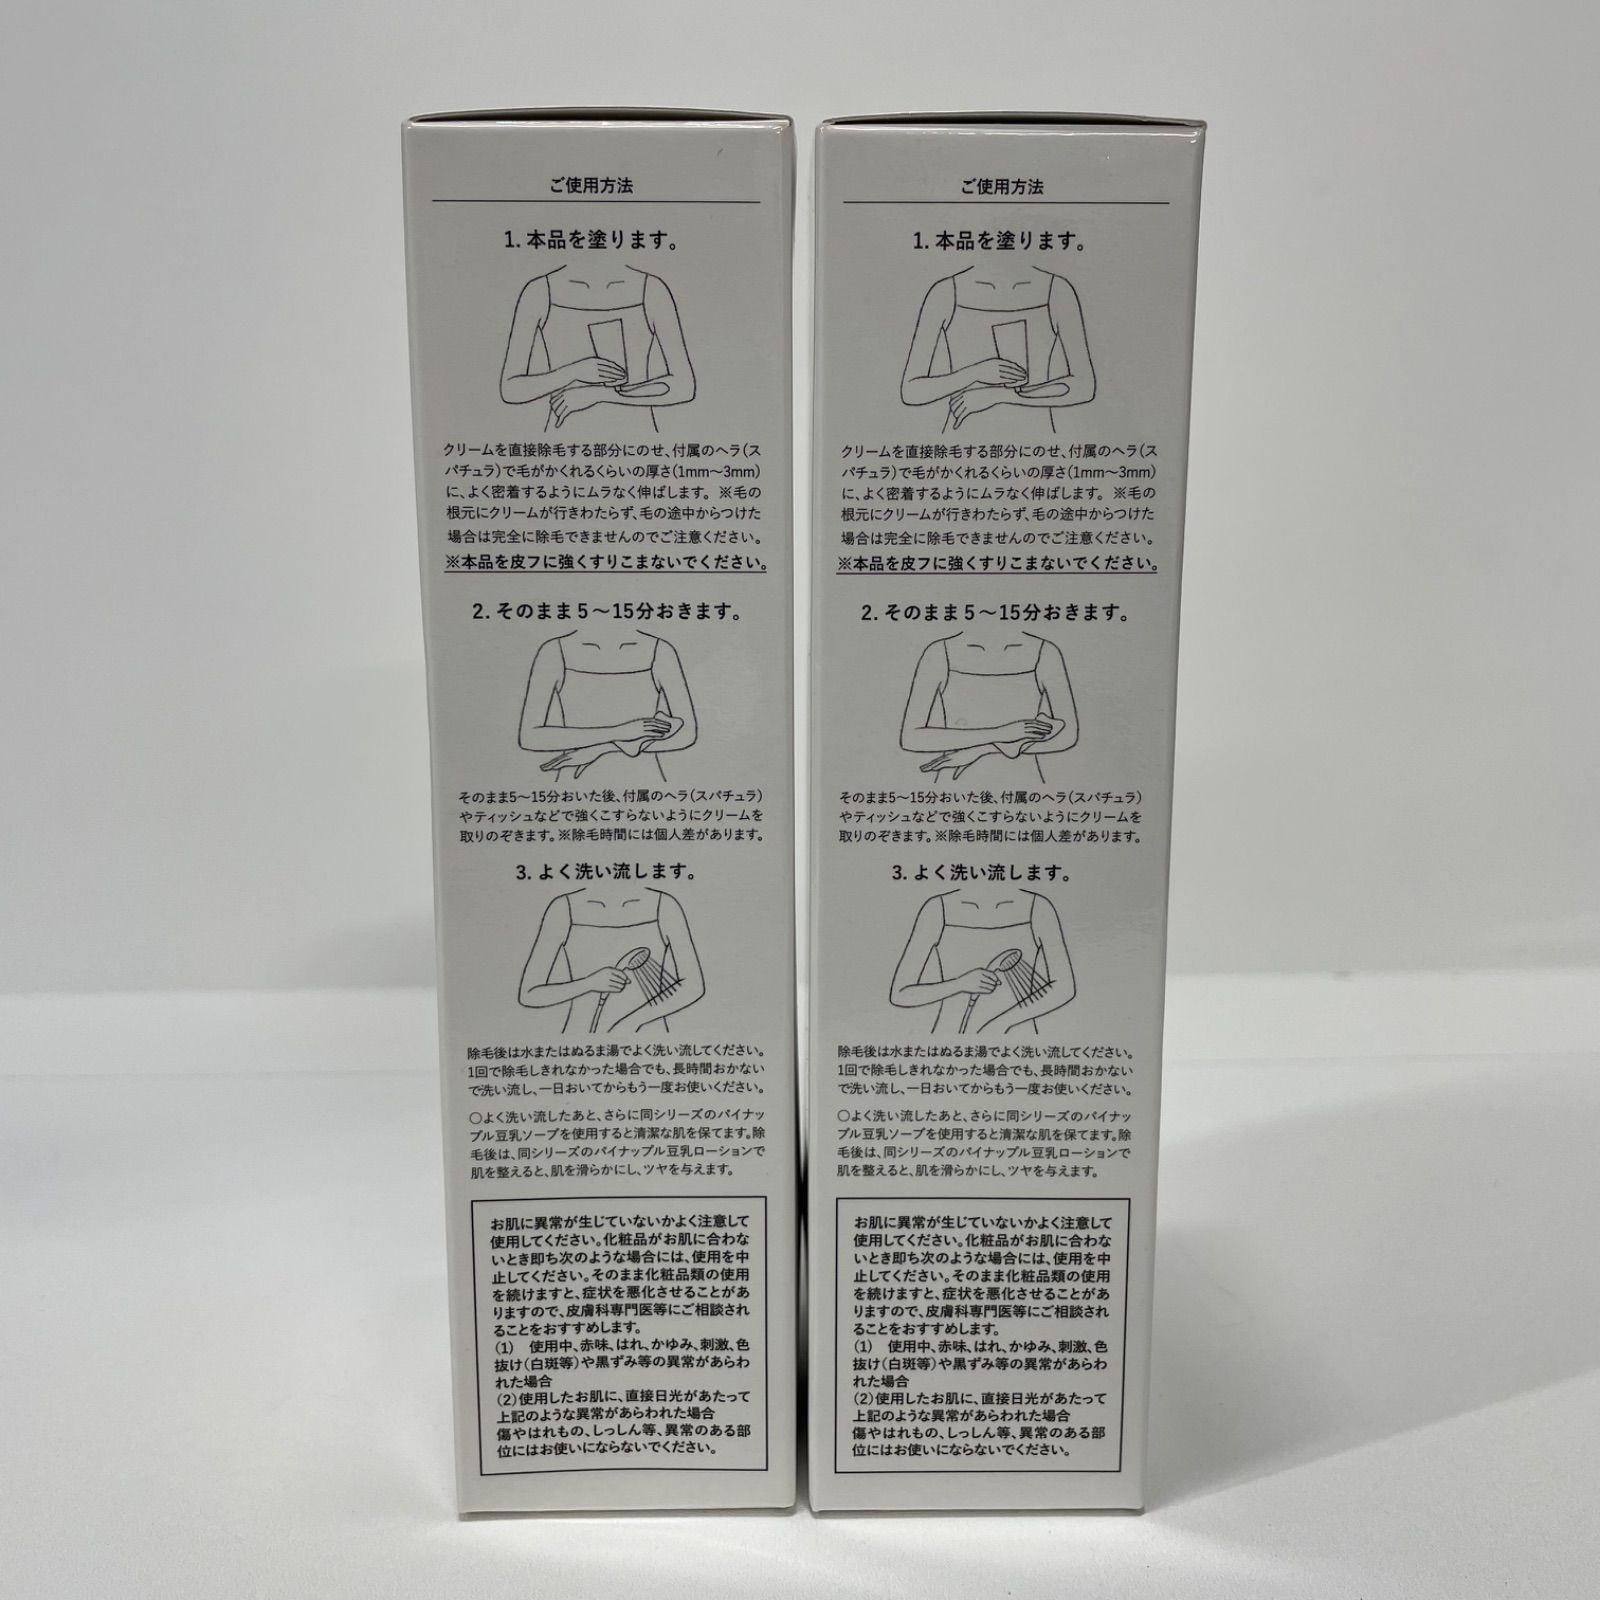 ご使用方法
1. 本品を塗ります。
クリームを直接除毛する部分にのせ、付属のヘラ(ス
パチュラ)で毛がかくれるくらいの厚さ(1mm〜3mm)
に、よく密着するようにムラなく伸ばします。 ※毛の
根元にクリームが行きわたらず、毛の途中からつけた
場合は完全に除毛できませんのでご注意ください。
※本品を皮フに強くすりこまないでください。
2. そのまま5〜15分おきます。
そのまま5〜15分おいた後、付属のヘラ(スパチュラ)
やティッシュなどで強くこすらないようにクリームを
取りのぞきます。※除毛時間には個人差があります。
3. よく洗い流します。
除毛後は水またはぬるま湯でよく洗い流してください。
1回で除毛しきれなかった場合でも、長時間おかない
で洗い流し、一日おいてからもう一度お使いください。
○よく洗い流したあと、さらに同シリーズのパイナッ
プル豆乳ソープを使用すると清潔な肌を保てます。除
毛後は、同シリーズのパイナップル豆乳ローションで
肌を整えると、肌を滑らかにし、ツヤを与えます。
お肌に異常が生じていないかよく注意して
使用してください。化粧品がお肌に合わな
いとき即ち次のような場合には、使用を中
止してください。そのまま化粧品類の使用
を続けますと、症状を悪化させることがあ
りますので、皮膚科専門医等にご相談され
ることをおすすめします。
(1) 使用中、赤味、はれ、かゆみ、刺激、色
抜け(白斑等)や黒ずみ等の異常があらわ
れた場合
(2)使用したお肌に、直接日光があたって
上記のような異常があらわれた場合
傷やはれもの、しっしん等、異常のある部
位にはお使いにならないでください。
ご使用方法
1. 本品を塗ります。
クリームを直接除毛する部分にのせ、付属のヘラ(ス
パチュラ)で毛がかくれるくらいの厚さ(1mm〜3mm)
に、よく密着するようにムラなく伸ばします。 ※毛の
根元にクリームが行きわたらず、毛の途中からつけた
場合は完全に除毛できませんのでご注意ください。
※本品を皮フに強くすりこまないでください。
2. そのまま5〜15分おきます。
そのまま5〜15分おいた後、付属のヘラ(スパチュラ)
やティッシュなどで強くこすらないようにクリームを
取りのぞきます。※除毛時間には個人差があります。
3. よく洗い流します。
除毛後は水またはぬるま湯でよく洗い流してください。
1回で除毛しきれなかった場合でも、長時間おかない
で洗い流し、一日おいてからもう一度お使いください。
○よく洗い流したあと、さらに同シリーズのパイナッ
プル豆乳ソープを使用すると清潔な肌を保てます。除
毛後は、同シリーズのパイナップル豆乳ローションで
肌を整えると、肌を滑らかにし、ツヤを与えます。
お肌に異常が生じていないかよく注意して
使用してください。化粧品がお肌に合わな
いとき即ち次のような場合には、使用を中
止してください。そのまま化粧品類の使用
を続けますと、症状を悪化させることがあ
りますので、皮膚科専門医等にご相談され
ることをおすすめします。
(1) 使用中、赤味、はれ、かゆみ、刺激、色
抜け(白斑等)や黒ずみ等の異常があらわ
れた場合
(2)使用したお肌に、直接日光があたって
上記のような異常があらわれた場合
傷やはれもの、しっしん等、異常のある部
位にはお使いにならないでください。